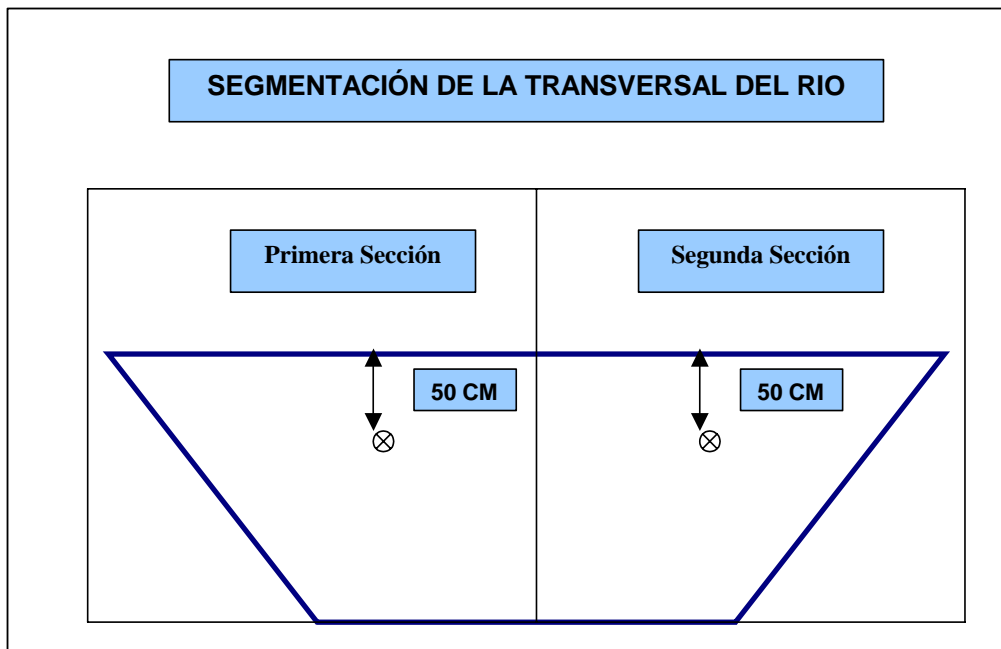 SEGMENTACIÓN DE LA TRANSVERSAL DEL RIO
Primera Sección
Segunda Sección
50 CM
50 CM